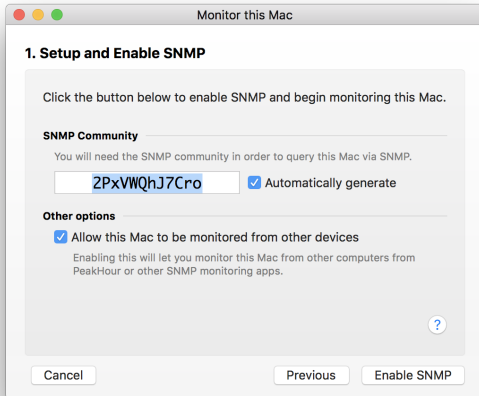 Monitor this Mac
1. Setup and Enable SNMP
Click the button below to enable SNMP and begin monitoring this Mac.
SNMP Community
You will need the SNMP community in order to query this Mac via SNMP.
2PxVWQhJ7Cro
Automatically generate
Other options
Allow this Mac to be monitored from other devices
Enabling this will let you monitor this Mac from other computers from
PeakHour or other SNMP monitoring apps.
?
Cancel
Previous
Enable SNMP